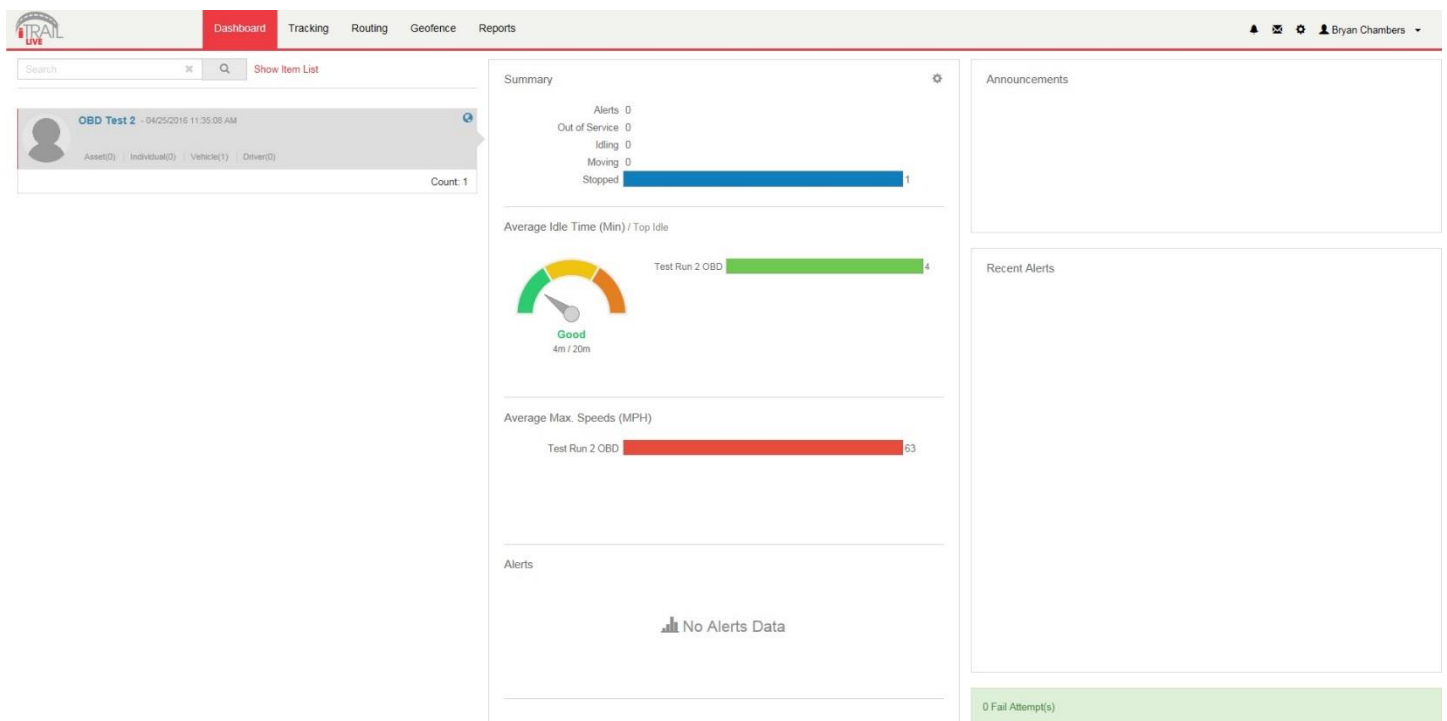 iTRAIL
LIVE
Dashboard Tracking Routing Geofence Reports
Bryan Chambers
Search
Show Item List
OBD Test 2 - 04/25/2016 11:35:08 AM
Asset(0) | Individual(0) | Vehicle(1) | Driver(0)
Count: 1
Summary
Alerts 0
Out of Service 0
Idling 0
Moving 0
Stopped 1
Average Idle Time (Min) / Top Idle
Test Run 2 OBD 4
Good
4m / 20m
Average Max. Speeds (MPH)
Test Run 2 OBD 63
Alerts
No Alerts Data
Announcements
Recent Alerts
0 Fail Attempt(s)